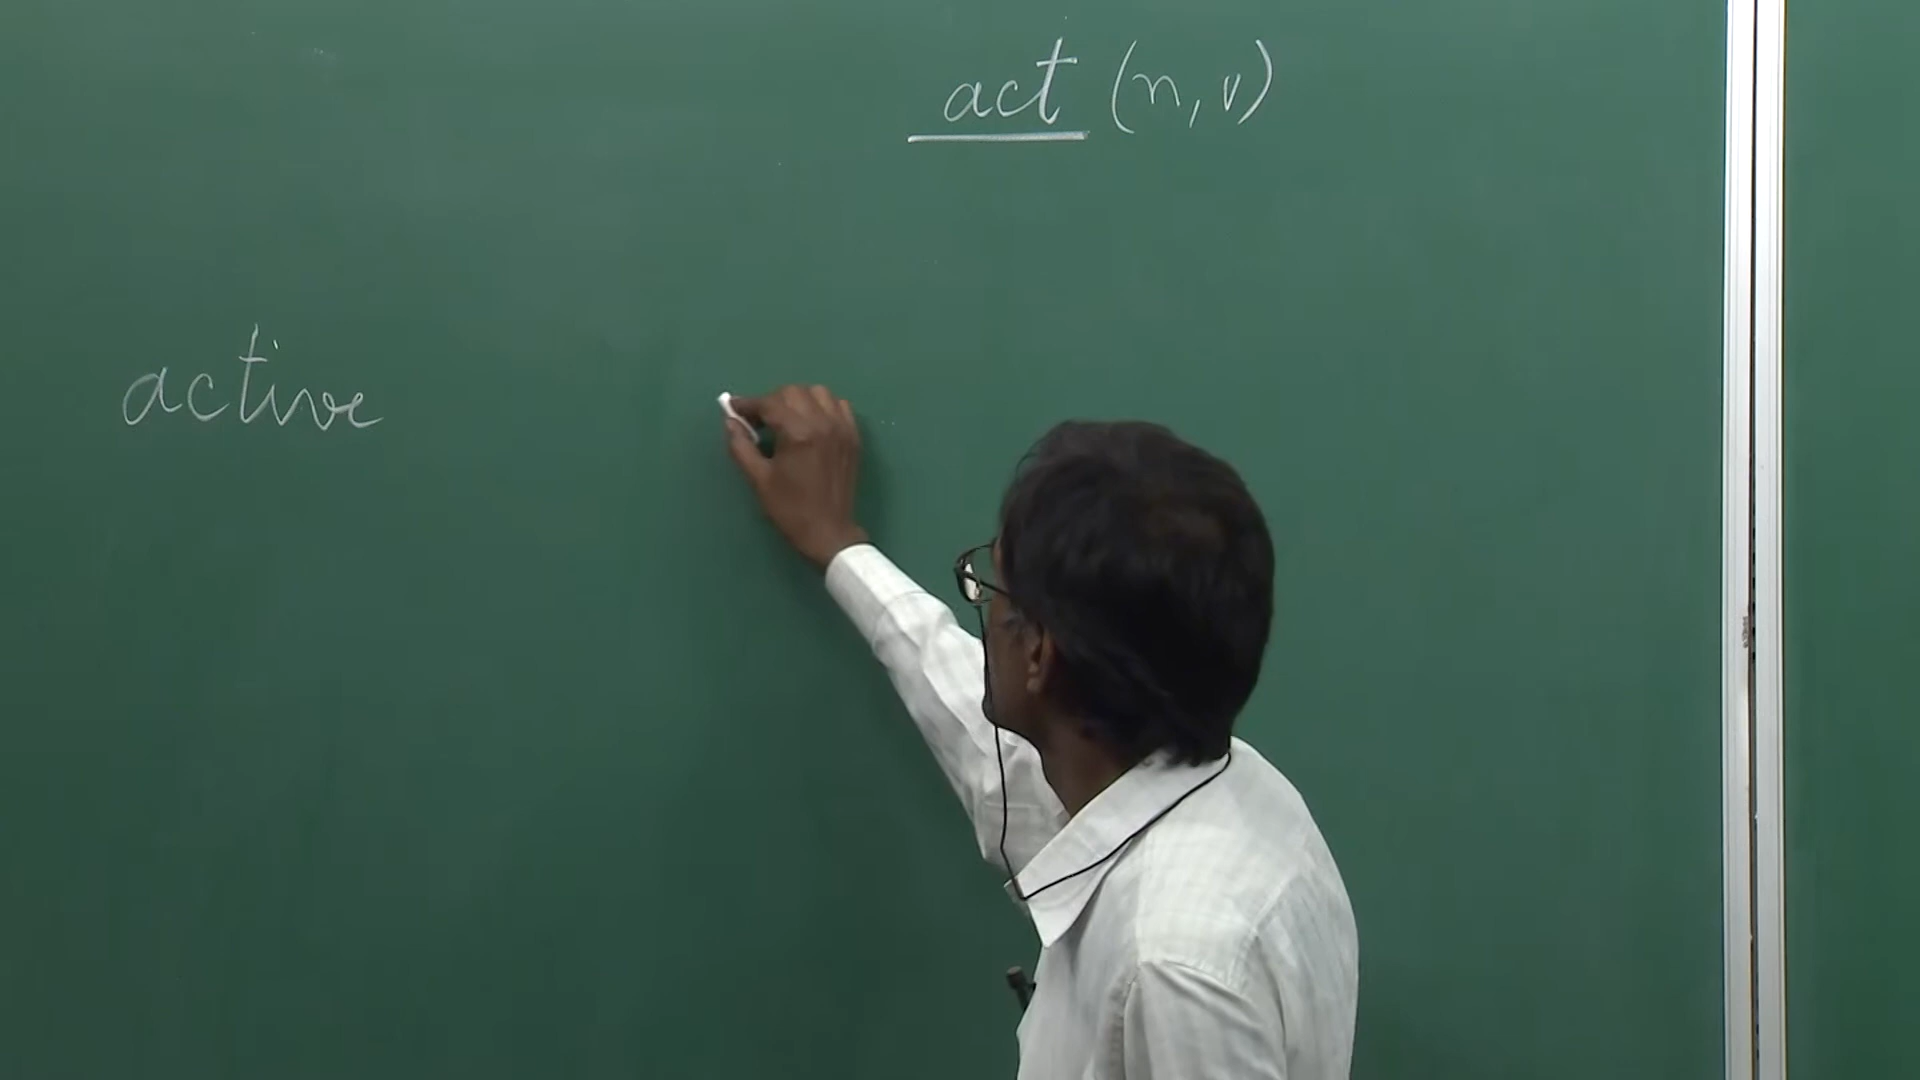 act (n, v)
active